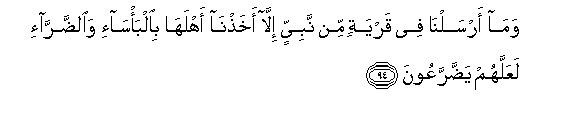 وَمَآ أَرْسَلْنَا فِى قَرْيَةٍ مِّن نَّبِىٍّ إِلَّآ أَخَذْنَآ أَهْلَهَا بِٱلْبَأْسَآءِ وَٱلضَّرَّآءِ
لَعَلَّهُمْ يَضَّرَّعُونَ ﴿٩٤﴾